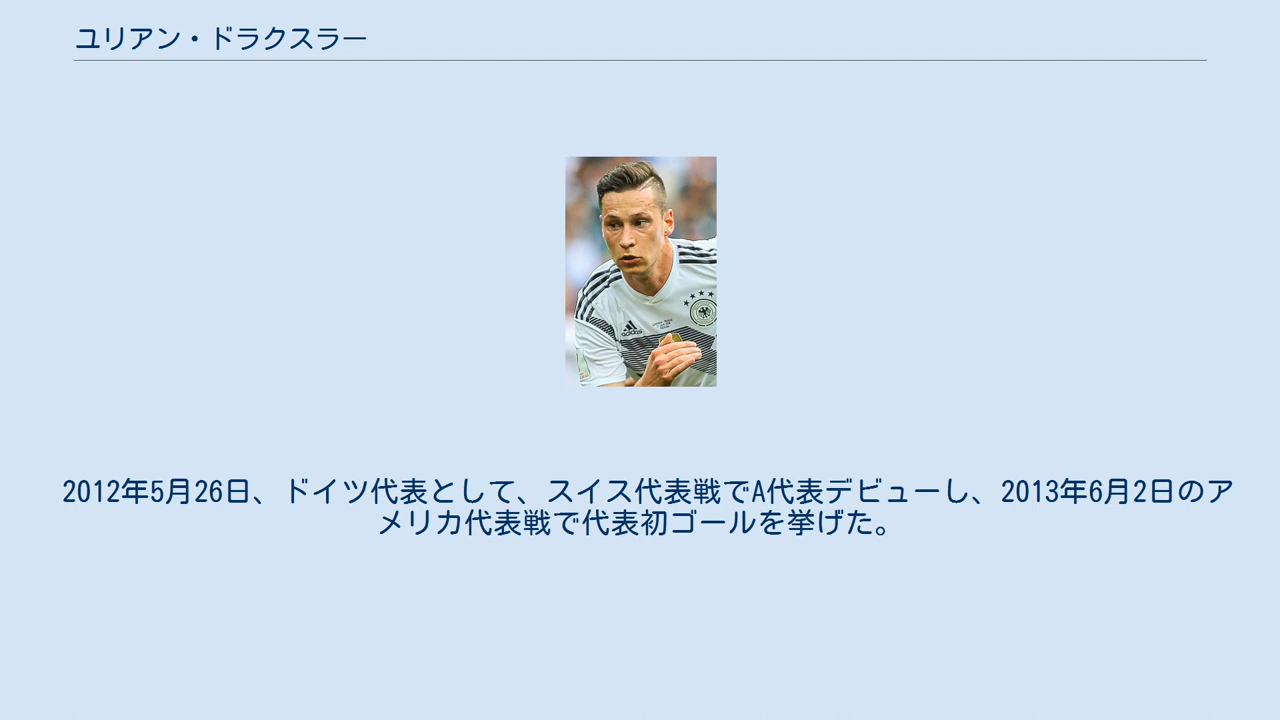 ユリアン・ドラクスラー
adidas
2012年5月26日、ドイツ代表として、スイス代表戦でA代表デビューし、2013年6月2日のア
メリカ代表戦で代表初ゴールを挙げた。